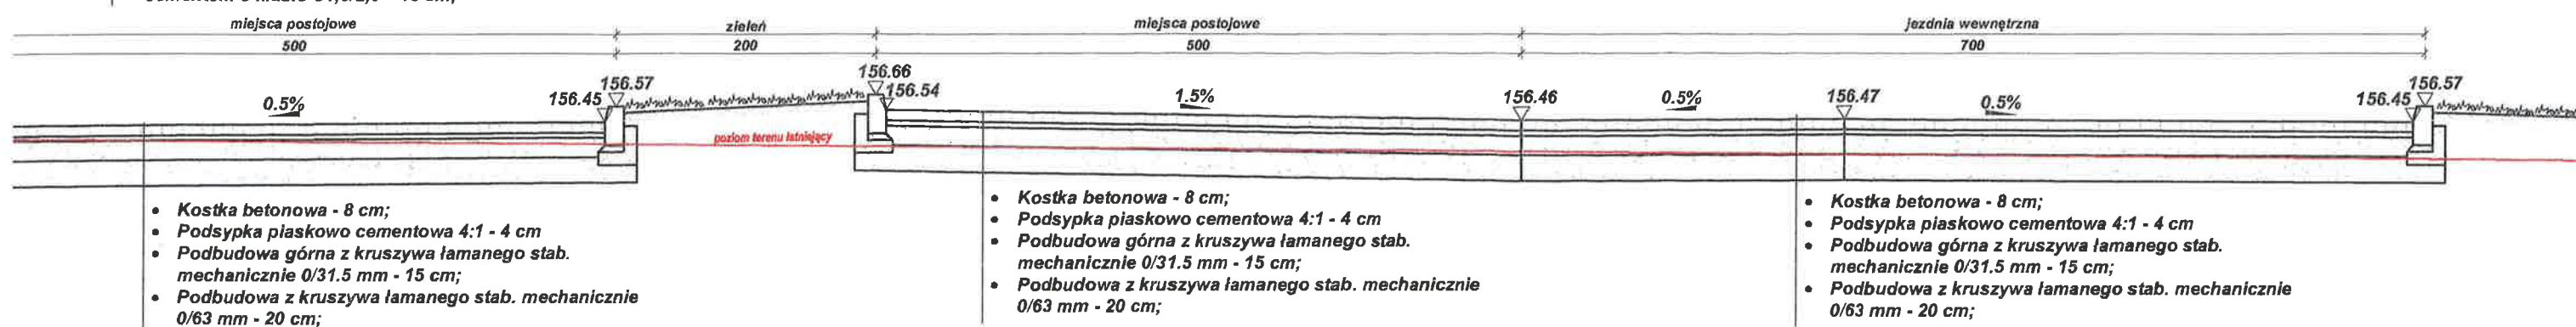 miejsca postojowe zieleń miejsca postojowe jezdnia wewnętrzna
500 200 500 700
156.57 156.66 156.57
156.45 156.54 156.46 156.47 156.45
0.5% 1.5% 0.5% 0.5%
poziom terenu istniejący
• Kostka betonowa - 8 cm;
• Podsypka piaskowo cementowa 4:1 - 4 cm
• Podbudowa górna z kruszywa łamanego stab.
mechanicznie 0/31.5 mm - 15 cm;
• Podbudowa z kruszywa łamanego stab. mechanicznie
0/63 mm - 20 cm;
• Kostka betonowa - 8 cm;
• Podsypka piaskowo cementowa 4:1 - 4 cm
• Podbudowa górna z kruszywa łamanego stab.
mechanicznie 0/31.5 mm - 15 cm;
• Podbudowa z kruszywa łamanego stab. mechanicznie
0/63 mm - 20 cm;
• Kostka betonowa - 8 cm;
• Podsypka piaskowo cementowa 4:1 - 4 cm
• Podbudowa górna z kruszywa łamanego stab.
mechanicznie 0/31.5 mm - 15 cm;
• Podbudowa z kruszywa łamanego stab. mechanicznie
0/63 mm - 20 cm;